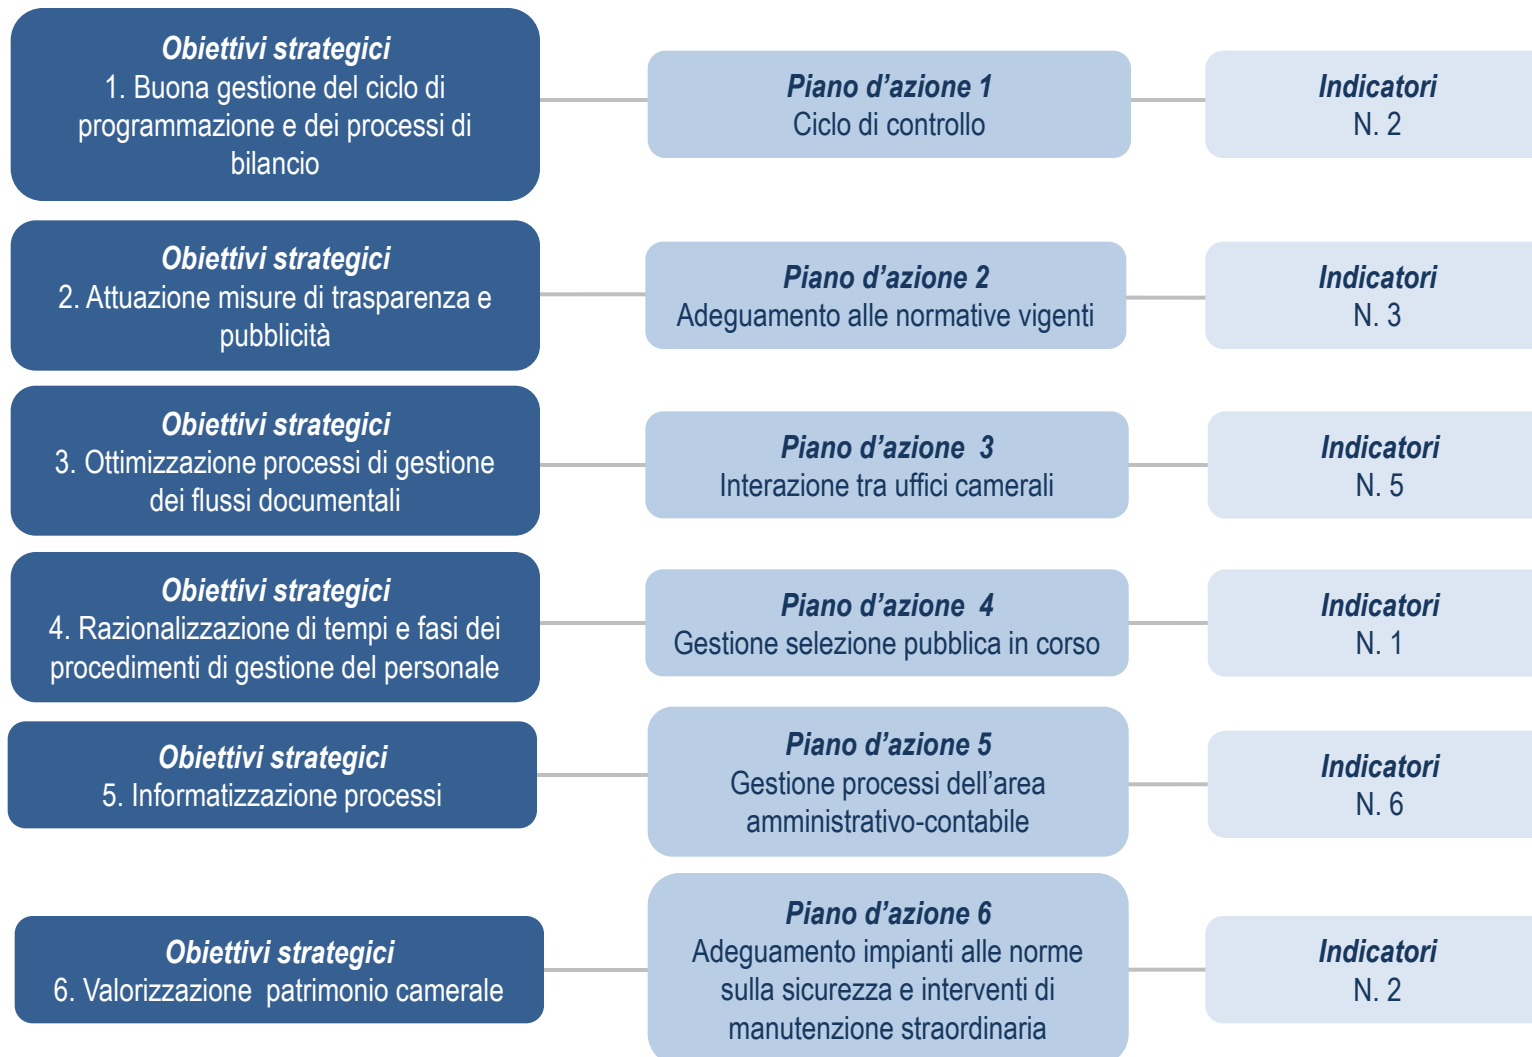 Obiettivi strategici
1. Buona gestione del ciclo di
programmazione e dei processi di
bilancio
Piano d’azione 1
Ciclo di controllo
Indicatori
N. 2
Obiettivi strategici
2. Attuazione misure di trasparenza e
pubblicità
Piano d’azione 2
Adeguamento alle normative vigenti
Indicatori
N. 3
Obiettivi strategici
3. Ottimizzazione processi di gestione
dei flussi documentali
Piano d’azione 3
Interazione tra uffici camerali
Indicatori
N. 5
Obiettivi strategici
4. Razionalizzazione di tempi e fasi dei
procedimenti di gestione del personale
Piano d’azione 4
Gestione selezione pubblica in corso
Indicatori
N. 1
Obiettivi strategici
5. Informatizzazione processi
Piano d’azione 5
Gestione processi dell’area
amministrativo-contabile
Indicatori
N. 6
Obiettivi strategici
6. Valorizzazione patrimonio camerale
Piano d’azione 6
Adeguamento impianti alle norme
sulla sicurezza e interventi di
manutenzione straordinaria
Indicatori
N. 2